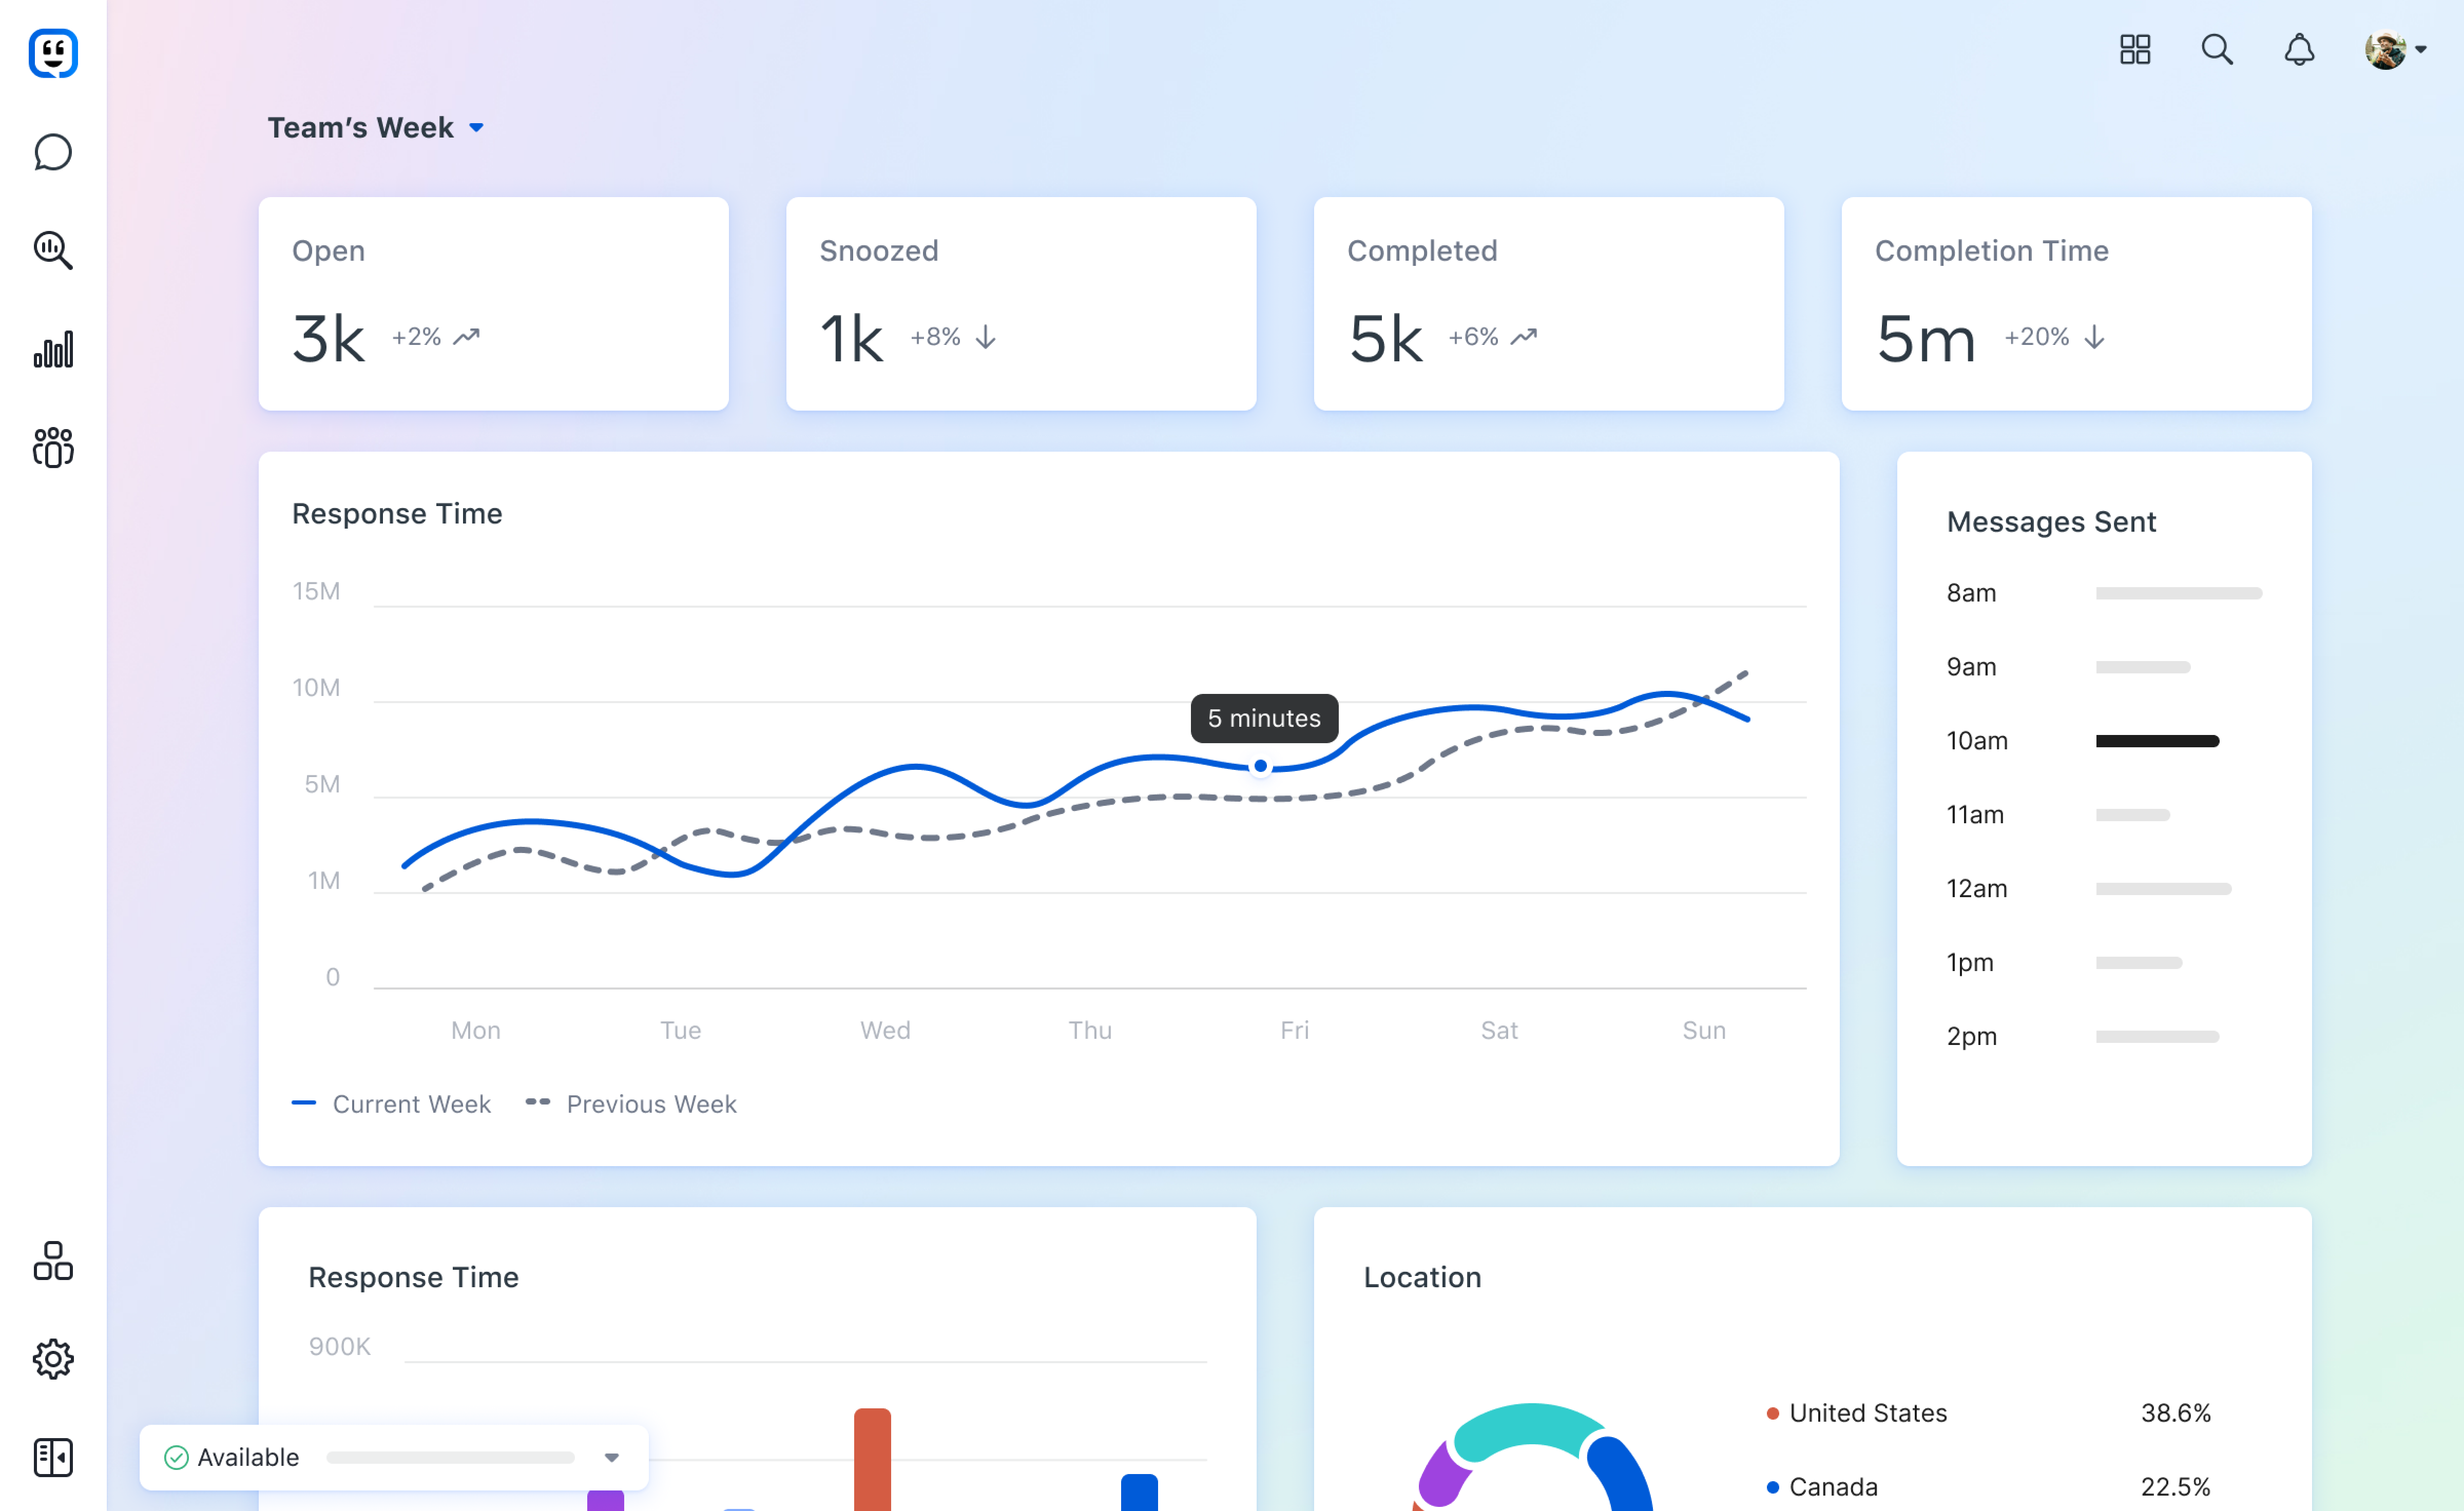 Team’s Week
Open
3k +2%
Snoozed
1k +8%
Completed
5k +6%
Completion Time
5m +20%
Response Time
15M
10M
5M
1M
0
5 minutes
Mon Tue Wed Thu Fri Sat Sun
Current Week Previous Week
Messages Sent
8am
9am
10am
11am
12am
1pm
2pm
Response Time
900K
Available
Location
United States 38.6%
Canada 22.5%